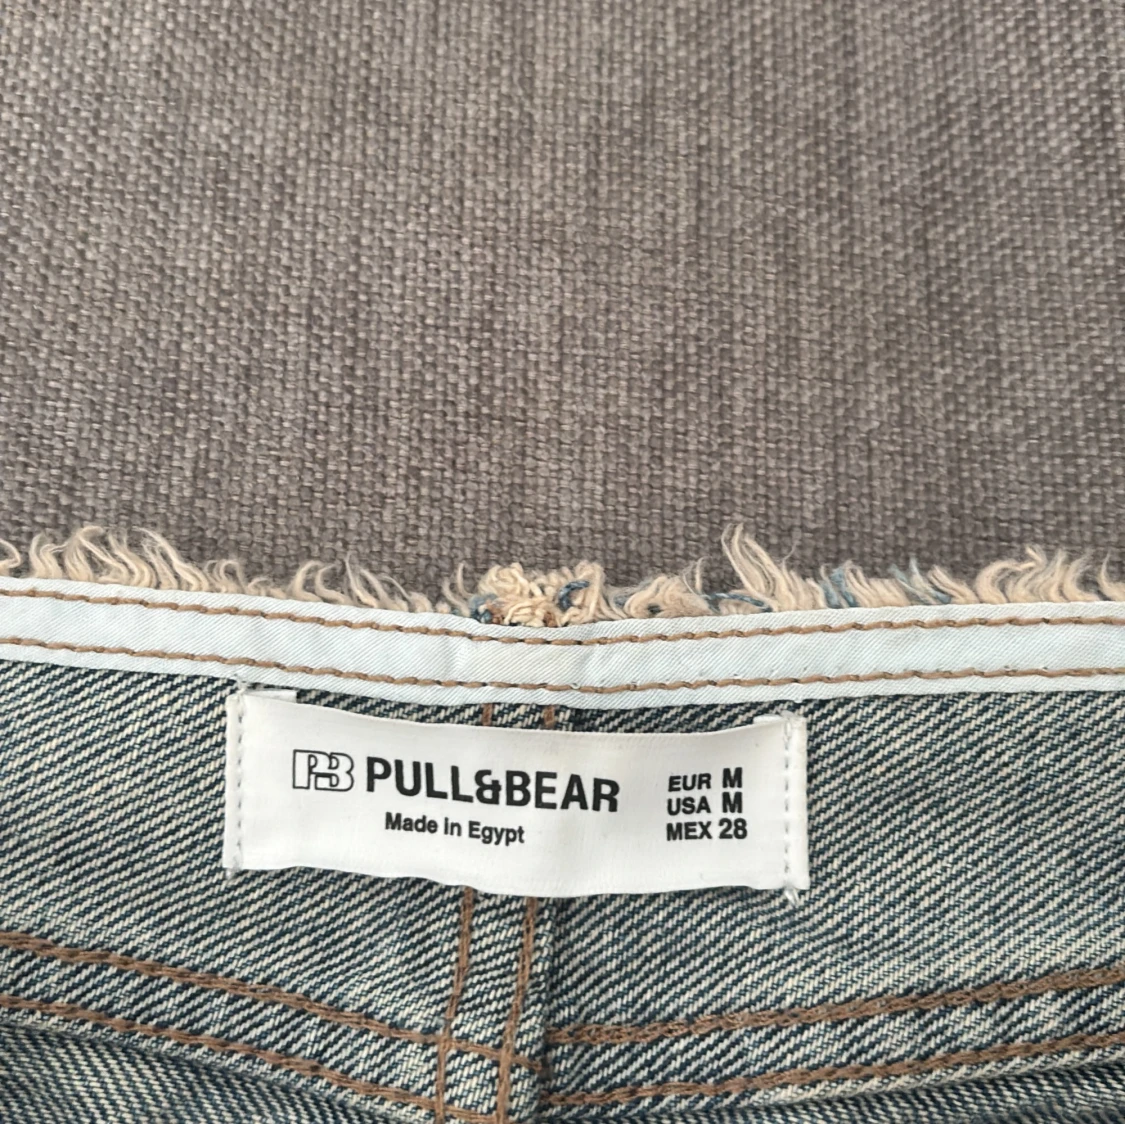 PB PULL&BEAR
Made in Egypt
EUR M
USA M
MEX 28